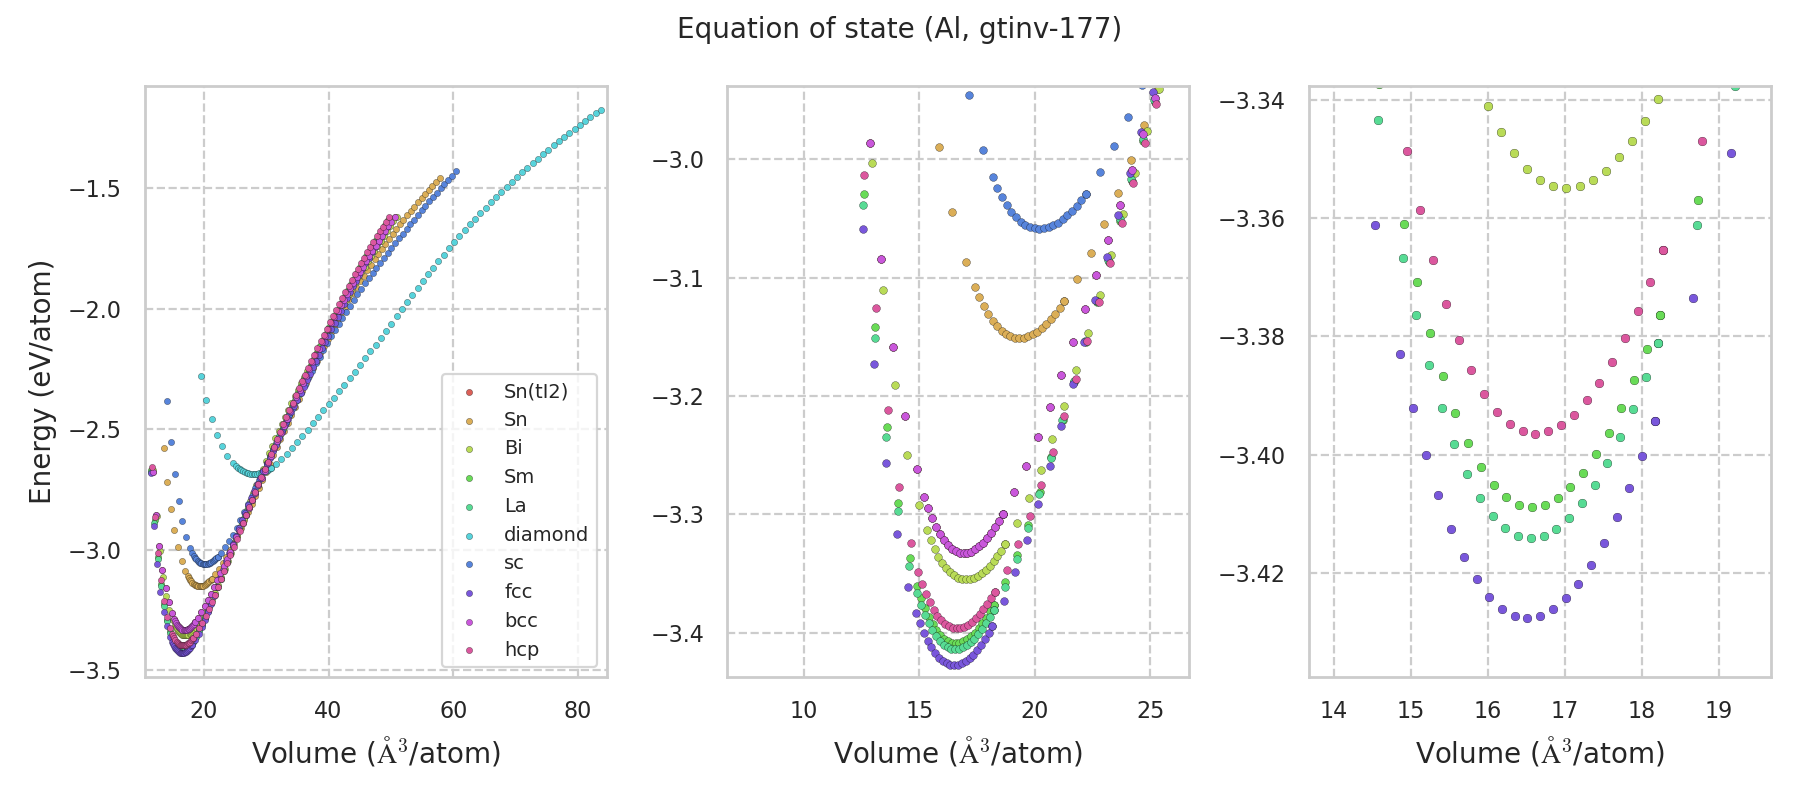 Equation of state (Al, gtinv-177)
Energy (eV/atom)
−1.5
−2.0
−2.5
−3.0
−3.5
20 40 60 80
Volume (Å³/atom)
Sn(tI2)
Sn
Bi
Sm
La
diamond
sc
fcc
bcc
hcp
−3.0
−3.1
−3.2
−3.3
−3.4
10 15 20 25
Volume (Å³/atom)
−3.34
−3.36
−3.38
−3.40
−3.42
14 15 16 17 18 19
Volume (Å³/atom)